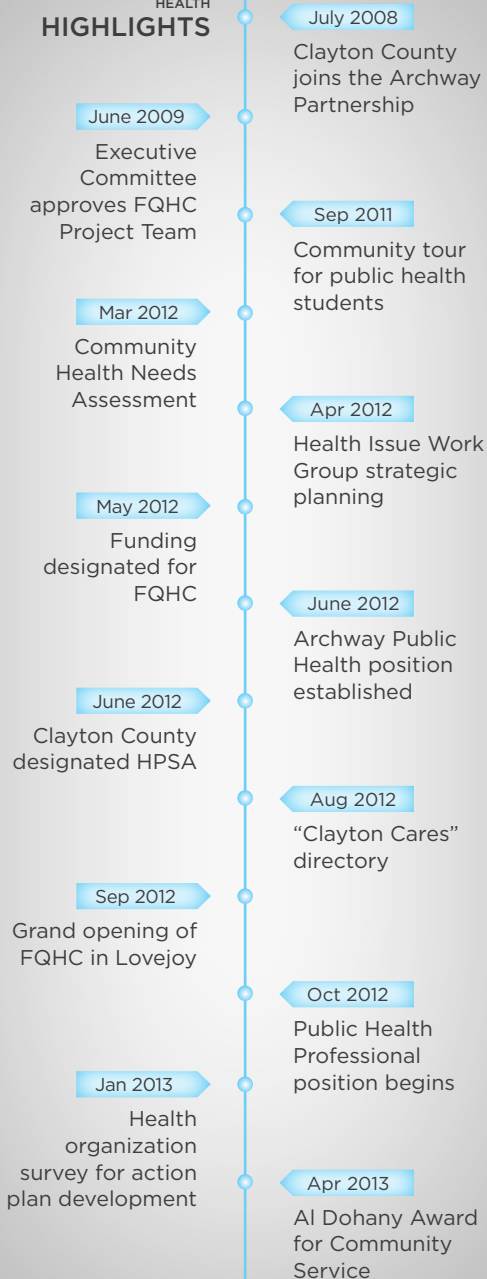 HEALTH
HIGHLIGHTS
July 2008
Clayton County
joins the Archway
Partnership
June 2009
Executive
Committee
approves FQHC
Project Team
Sep 2011
Community tour
for public health
students
Mar 2012
Community
Health Needs
Assessment
Apr 2012
Health Issue Work
Group strategic
planning
May 2012
Funding
designated for
FQHC
June 2012
Archway Public
Health position
established
June 2012
Clayton County
designated HPSA
Aug 2012
“Clayton Cares”
directory
Sep 2012
Grand opening of
FQHC in Lovejoy
Oct 2012
Public Health
Professional
position begins
Jan 2013
Health
organization
survey for action
plan development
Apr 2013
Al Dohany Award
for Community
Service